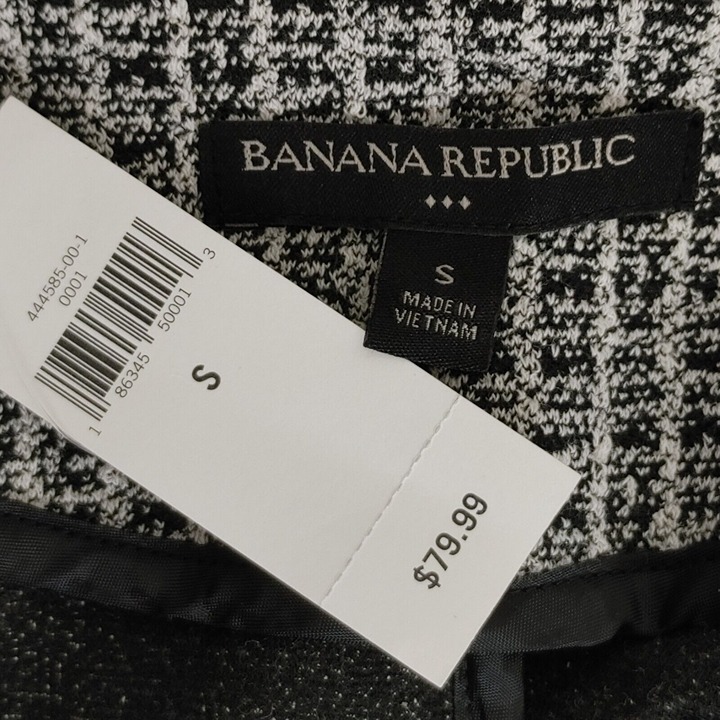 BANANA REPUBLIC
S
MADE IN
VIETNAM
444585-00-1
0001
1 86345 50001 3
S
$79.99